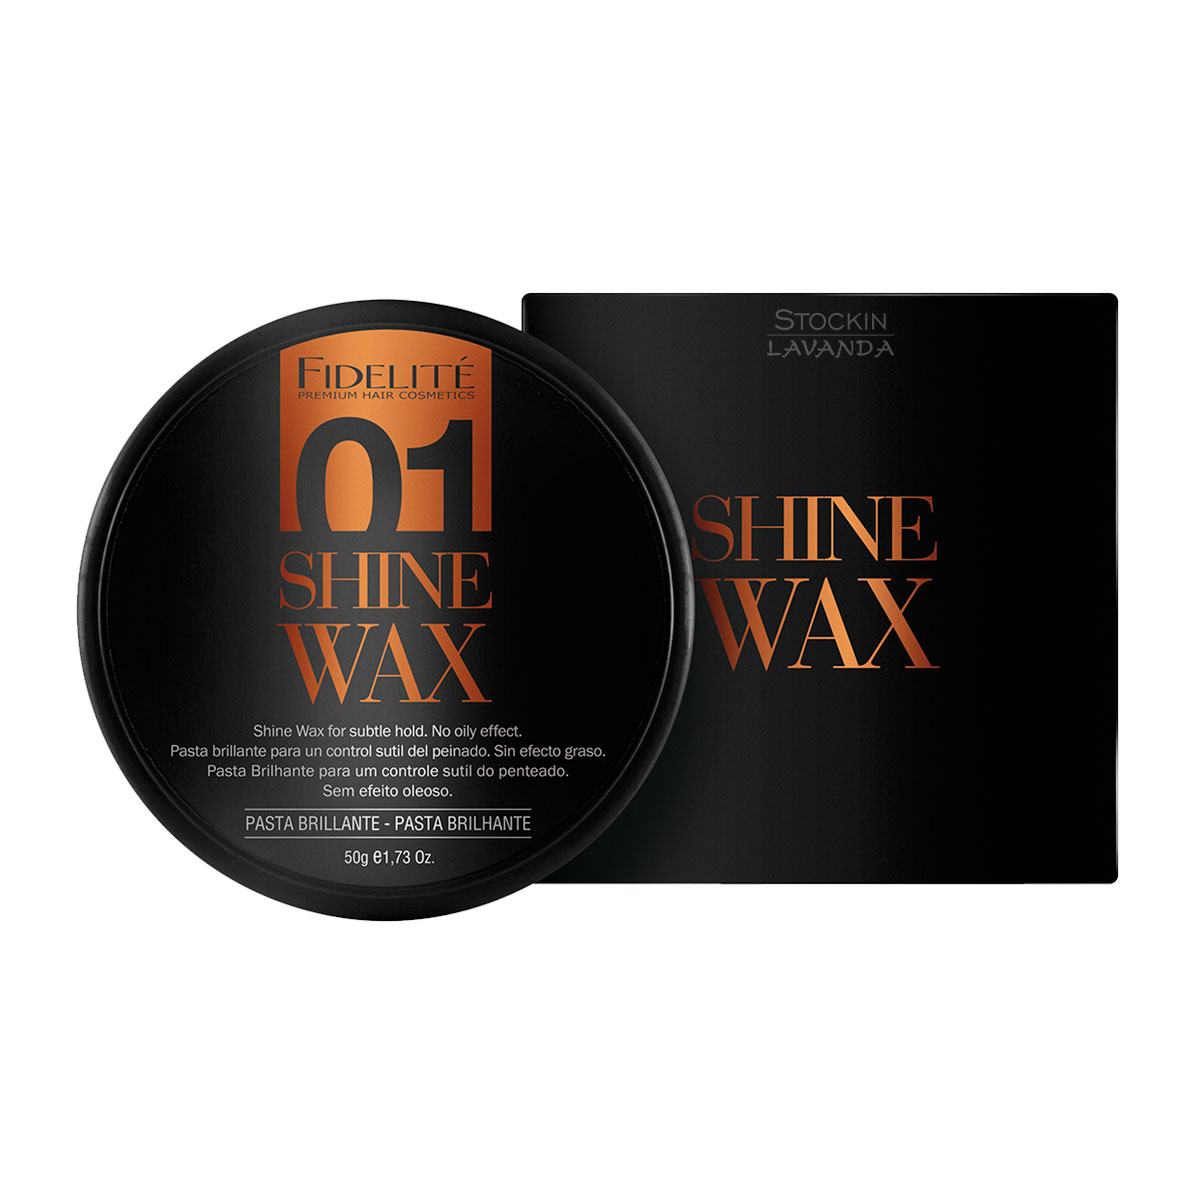 FIDELITÉ
PREMIUM HAIR COSMETICS
01
SHINE
WAX
Shine Wax for subtle hold. No oily effect.
Pasta brillante para un control sutil del peinado. Sin efecto graso.
Pasta Brilhante para um controle sutil do penteado.
Sem efeito oleoso.
PASTA BRILLANTE - PASTA BRILHANTE
50g e1,73 Oz.
STOCKIN
LAVANDA
SHINE
WAX